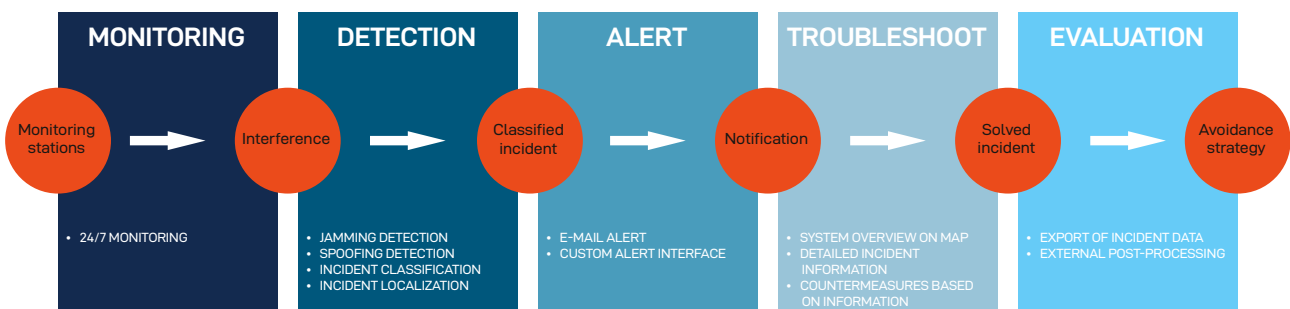 MONITORING
DETECTION
ALERT
TROUBLESHOOT
EVALUATION
Monitoring
stations
Interference
Classified
incident
Notification
Solved
incident
Avoidance
strategy
• 24/7 MONITORING
• JAMMING DETECTION
• SPOOFING DETECTION
• INCIDENT CLASSIFICATION
• INCIDENT LOCALIZATION
• E-MAIL ALERT
• CUSTOM ALERT INTERFACE
• SYSTEM OVERVIEW ON MAP
• DETAILED INCIDENT
INFORMATION
• COUNTERMEASURES BASED
ON INFORMATION
• EXPORT OF INCIDENT DATA
• EXTERNAL POST-PROCESSING